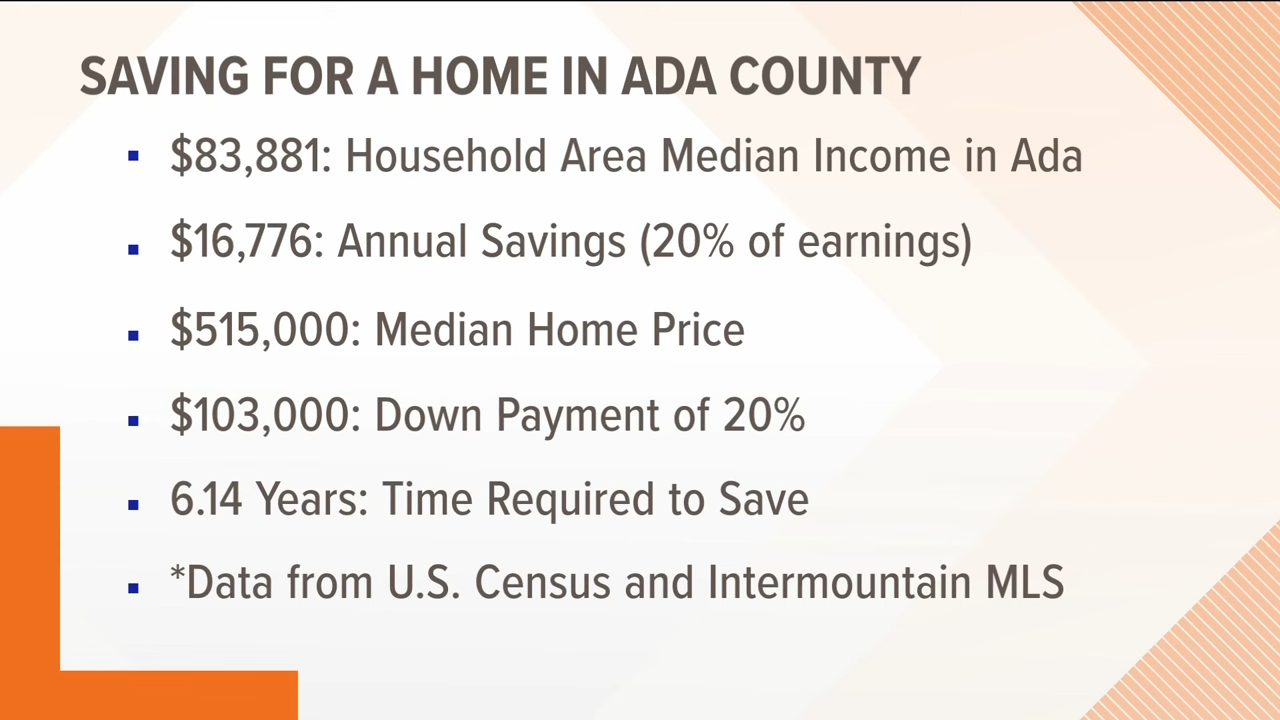 SAVING FOR A HOME IN ADA COUNTY
▪ $83,881: Household Area Median Income in Ada
▪ $16,776: Annual Savings (20% of earnings)
▪ $515,000: Median Home Price
▪ $103,000: Down Payment of 20%
▪ 6.14 Years: Time Required to Save
▪ *Data from U.S. Census and Intermountain MLS